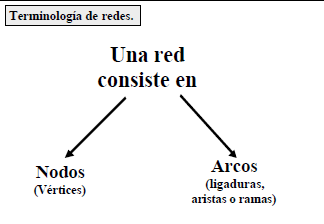 Terminología de redes.
Una red
consiste en
Nodos
(Vértices)
Arcos
(ligaduras,
aristas o ramas)